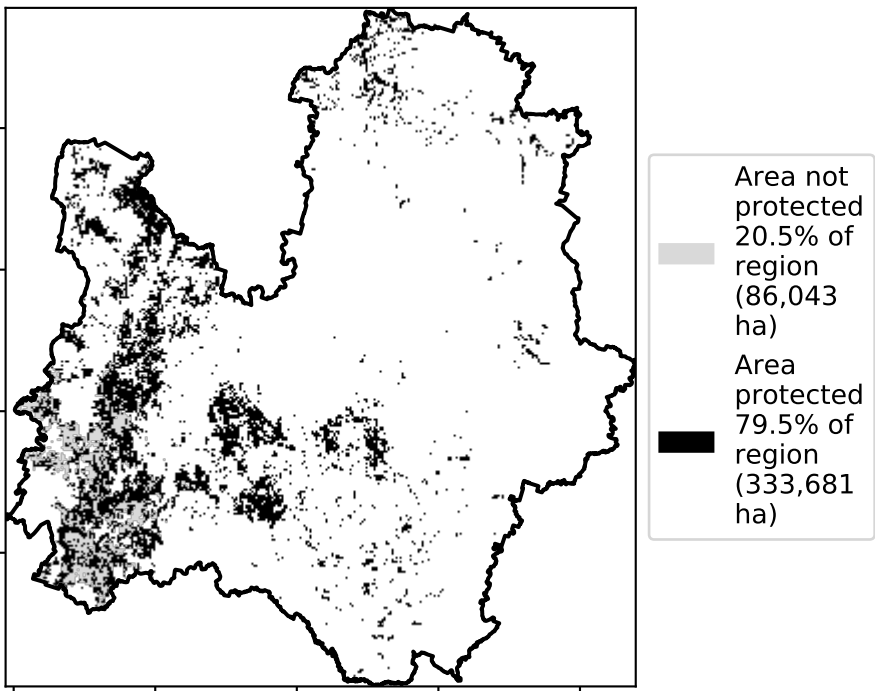 Area not
protected
20.5% of
region
(86,043
ha)
Area
protected
79.5% of
region
(333,681
ha)